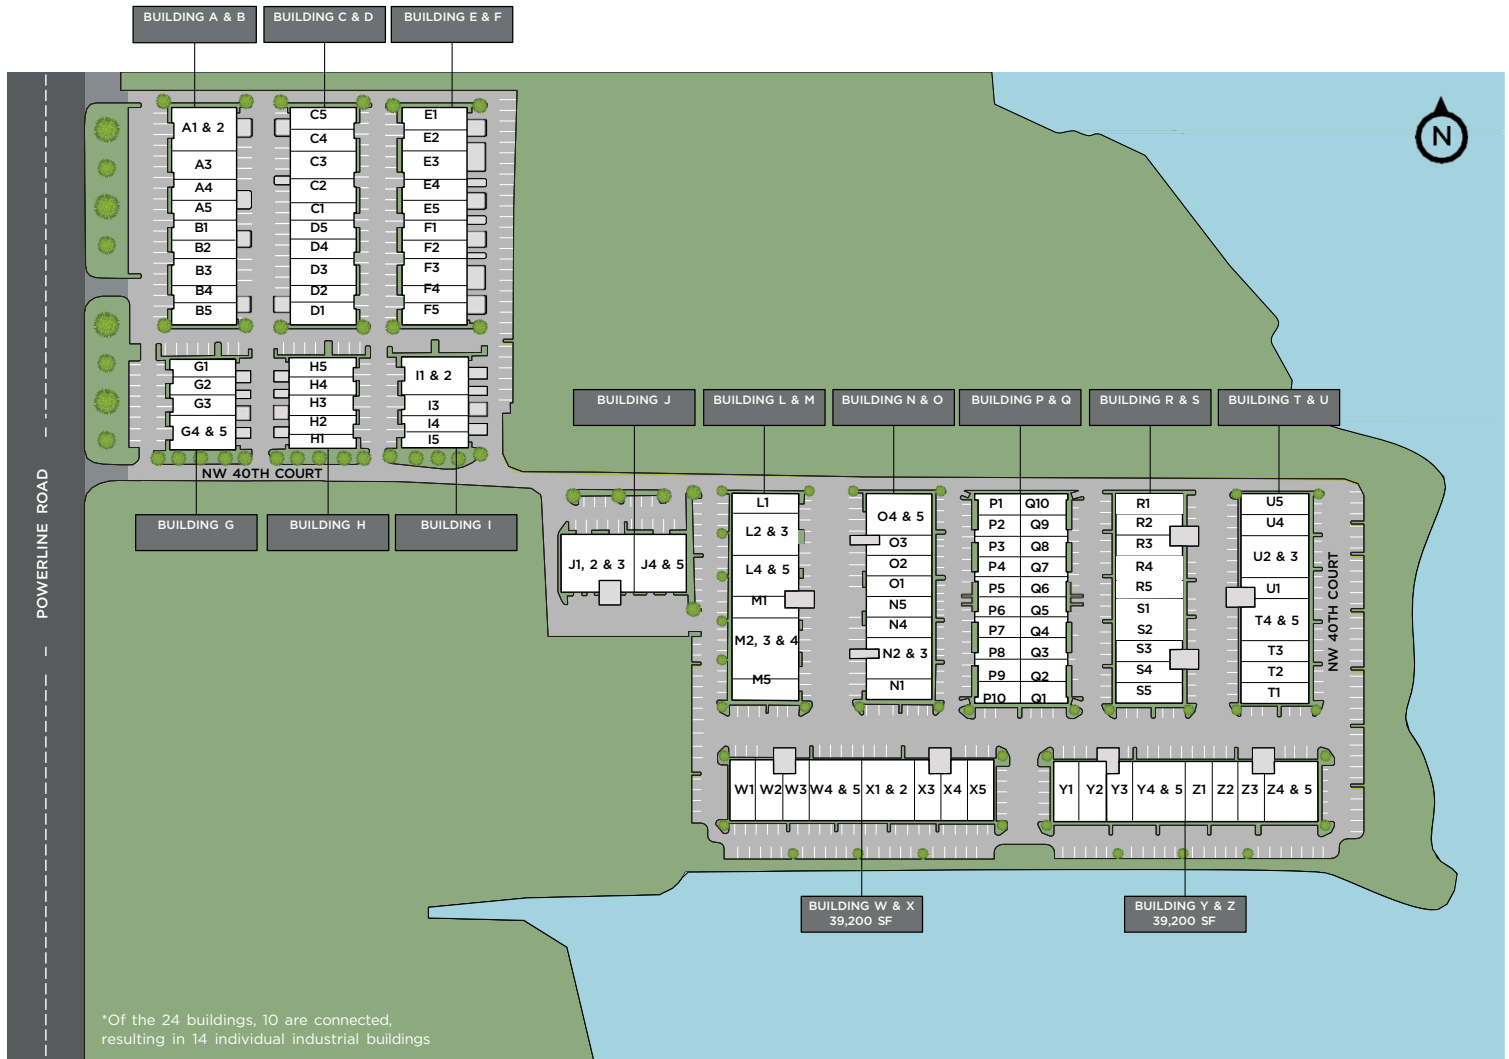 BUILDING A & B
BUILDING C & D
BUILDING E & F
N
A1 & 2
A3
A4
A5
B1
B2
B3
B4
B5
C5
C4
C3
C2
C1
D5
D4
D3
D2
D1
E1
E2
E3
E4
E5
F1
F2
F3
F4
F5
G1
G2
G3
G4 & 5
H5
H4
H3
H2
H1
I1 & 2
I3
I4
I5
NW 40TH COURT
BUILDING G
BUILDING H
BUILDING I
POWERLINE ROAD
BUILDING J
BUILDING L & M
BUILDING N & O
BUILDING P & Q
BUILDING R & S
BUILDING T & U
J1, 2 & 3
J4 & 5
L1
L2 & 3
L4 & 5
M1
M2, 3 & 4
M5
O4 & 5
O3
O2
O1
N5
N4
N2 & 3
N1
P1 Q10
P2 Q9
P3 Q8
P4 Q7
P5 Q6
P6 Q5
P7 Q4
P8 Q3
P9 Q2
P10 Q1
R1
R2
R3
R4
R5
S1
S2
S3
S4
S5
U5
U4
U2 & 3
U1
T4 & 5
T3
T2
T1
NW 40TH COURT
W1 W2 W3 W4 & 5 X1 & 2 X3 X4 X5
Y1 Y2 Y3 Y4 & 5 Z1 Z2 Z3 Z4 & 5
BUILDING W & X
39,200 SF
BUILDING Y & Z
39,200 SF
*Of the 24 buildings, 10 are connected,
resulting in 14 individual industrial buildings